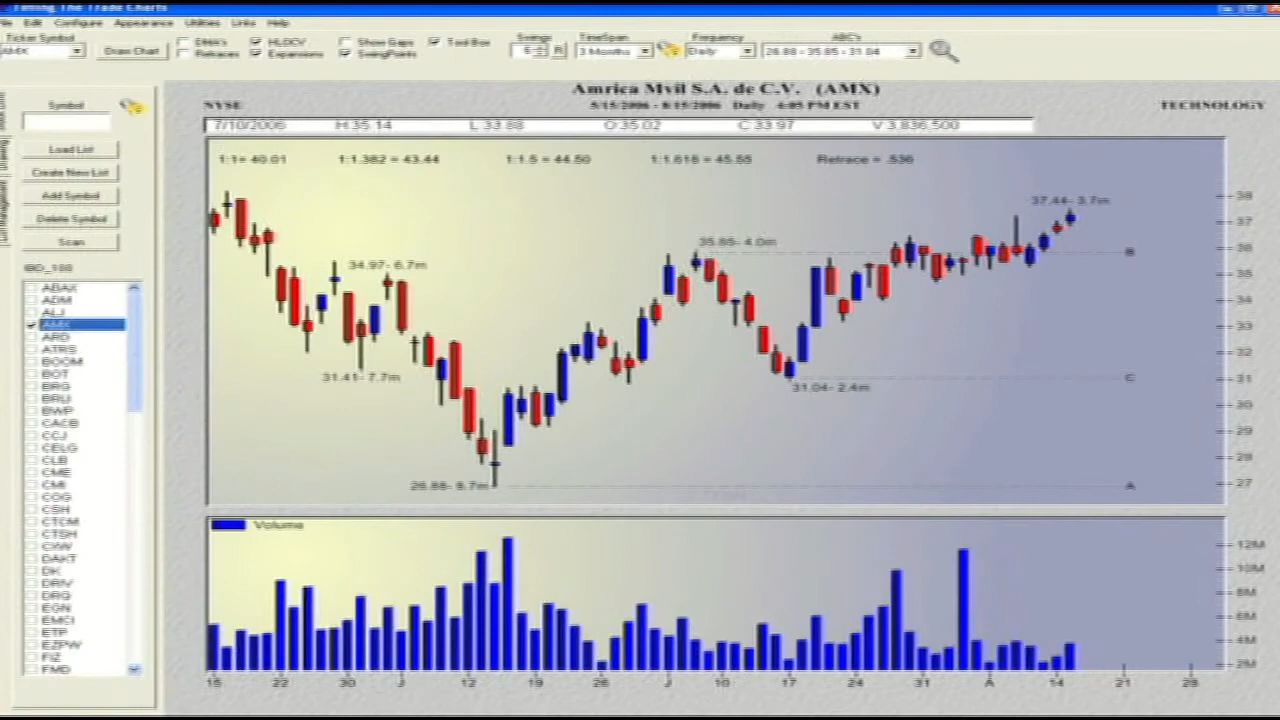 Timing The Trade Charts
File Edit Configure Appearance Utilities Links Help
Ticker Symbol
AMX
Draw Chart
DMA's
HLOCV
Show Gaps
Tool Box
Retraces
Expansions
SwingPoints
Swings
R
TimeSpan
3 Months
Frequency
Daily
ABC's
26.88 - 35.85 - 31.04
Amrica Mvil S.A. de C.V. (AMX)
NYSE
5/15/2006 - 8/15/2006 Daily 4:05 PM EST
TECHNOLOGY
7/10/2006 H 35.14 L 33.88 O 35.02 C 33.97 V 3,836,500
Symbol
Load List
Create New List
Add Symbol
Delete Symbol
Scan
IBD_100
ABAX
ADM
ALJ
AMX
ARD
ATRS
BOOM
BOT
BRG
BRU
BWP
CACB
CCJ
CELG
CLB
CME
CMI
COG
CSH
CTCM
CTSH
CXW
DAKT
DK
DRIV
DRQ
EGN
EMCI
ETP
EZPW
FIZ
FMD
1:1= 40.01 1:1.382 = 43.44 1:1.5 = 44.50 1:1.618 = 45.55 Retrace = .536
37.44- 3.7m
35.85- 4.0m
34.97- 6.7m
31.41- 7.7m
31.04- 2.4m
26.88- 8.7m
B
C
A
38
37
36
35
34
33
32
31
30
29
28
27
Volume
12M
10M
8M
6M
4M
2M
15 22 30 J 12 19 26 J 10 17 24 31 A 14 21 28